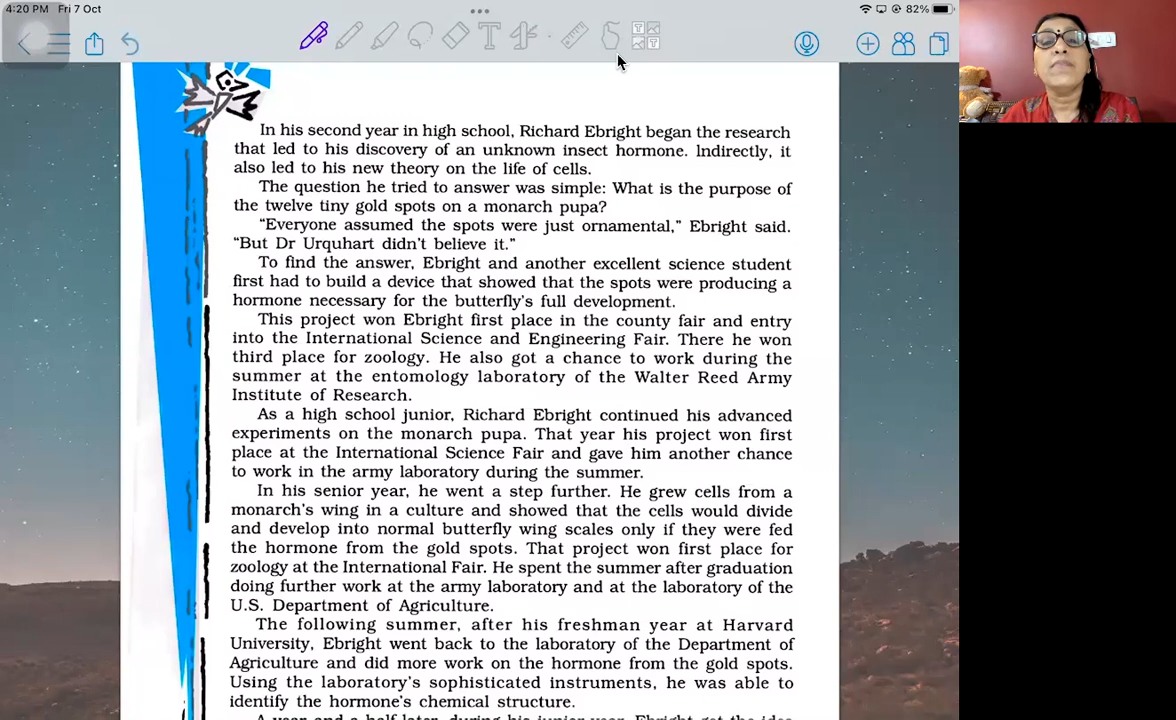 4:20 PM Fri 7 Oct
82%
In his second year in high school, Richard Ebright began the research
that led to his discovery of an unknown insect hormone. Indirectly, it
also led to his new theory on the life of cells.
The question he tried to answer was simple: What is the purpose of
the twelve tiny gold spots on a monarch pupa?
“Everyone assumed the spots were just ornamental,” Ebright said.
“But Dr Urquhart didn’t believe it.”
To find the answer, Ebright and another excellent science student
first had to build a device that showed that the spots were producing a
hormone necessary for the butterfly’s full development.
This project won Ebright first place in the county fair and entry
into the International Science and Engineering Fair. There he won
third place for zoology. He also got a chance to work during the
summer at the entomology laboratory of the Walter Reed Army
Institute of Research.
As a high school junior, Richard Ebright continued his advanced
experiments on the monarch pupa. That year his project won first
place at the International Science Fair and gave him another chance
to work in the army laboratory during the summer.
In his senior year, he went a step further. He grew cells from a
monarch’s wing in a culture and showed that the cells would divide
and develop into normal butterfly wing scales only if they were fed
the hormone from the gold spots. That project won first place for
zoology at the International Fair. He spent the summer after graduation
doing further work at the army laboratory and at the laboratory of the
U.S. Department of Agriculture.
The following summer, after his freshman year at Harvard
University, Ebright went back to the laboratory of the Department of
Agriculture and did more work on the hormone from the gold spots.
Using the laboratory’s sophisticated instruments, he was able to
identify the hormone’s chemical structure.
A year and a half later, during his junior year, Ebright got the idea